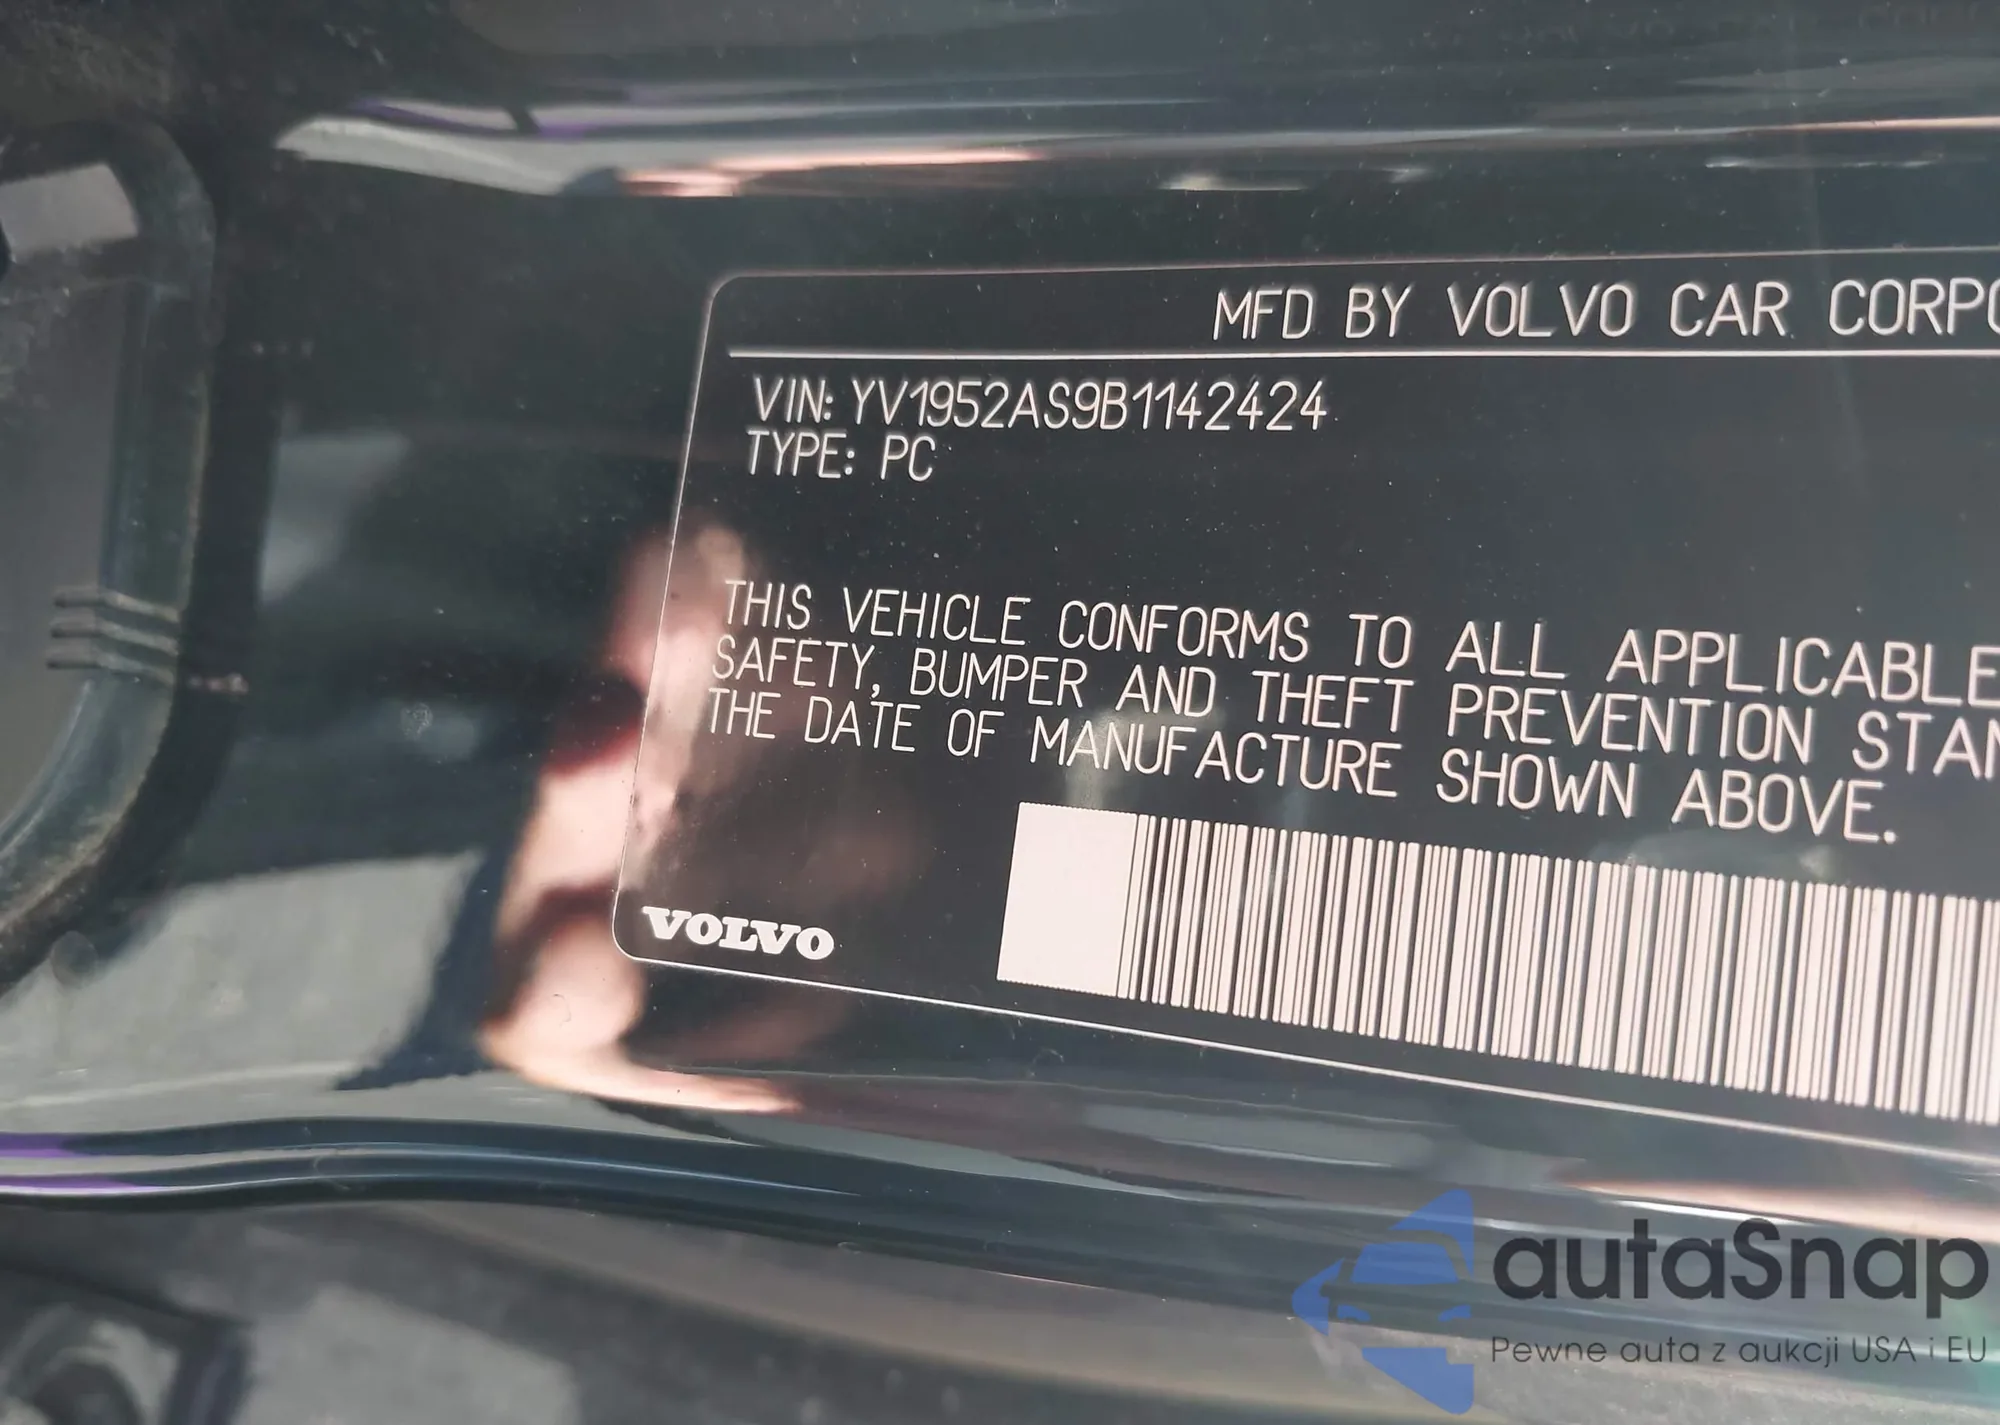 MFD BY VOLVO CAR CORPO
VIN: YV1952AS9B1142424
TYPE: PC
THIS VEHICLE CONFORMS TO ALL APPLICABLE
SAFETY, BUMPER AND THEFT PREVENTION STAN
THE DATE OF MANUFACTURE SHOWN ABOVE.
VOLVO
autaSnap
Pewne auta z aukcji USA i EU